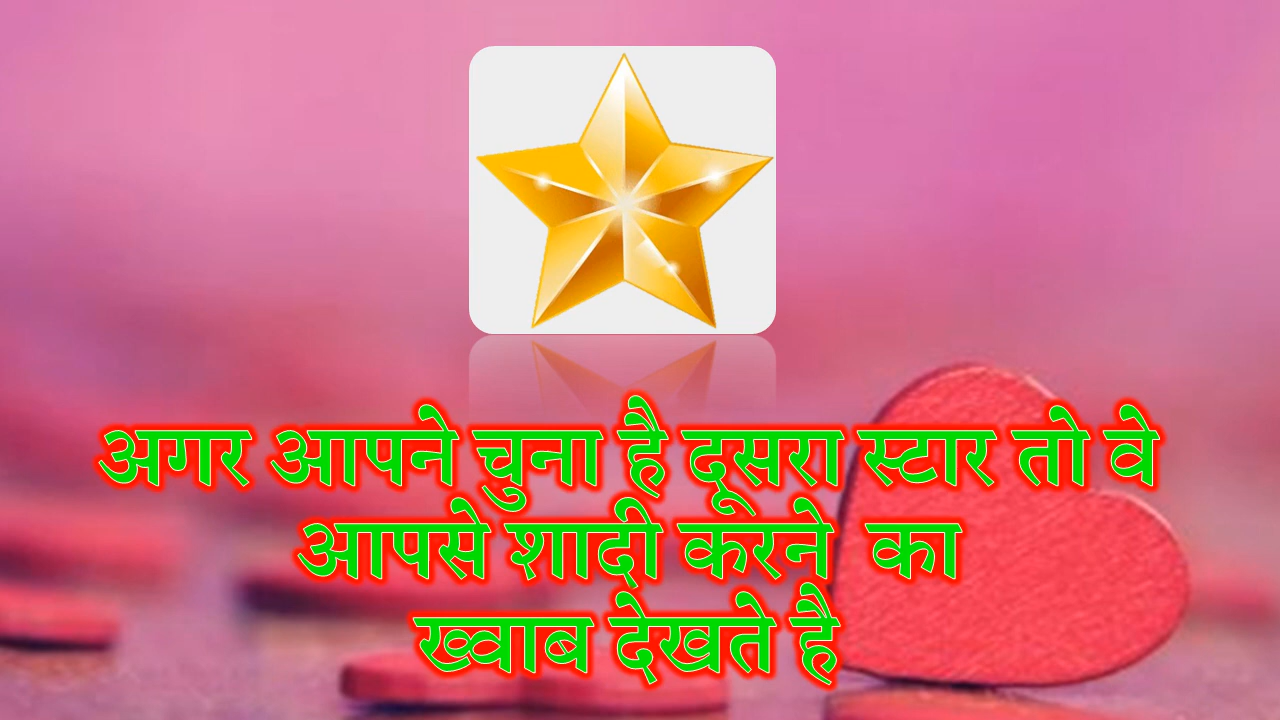 अगर आपने चुना है दूसरा स्टार तो वे
आपसे शादी करने का
ख्वाब देखते है